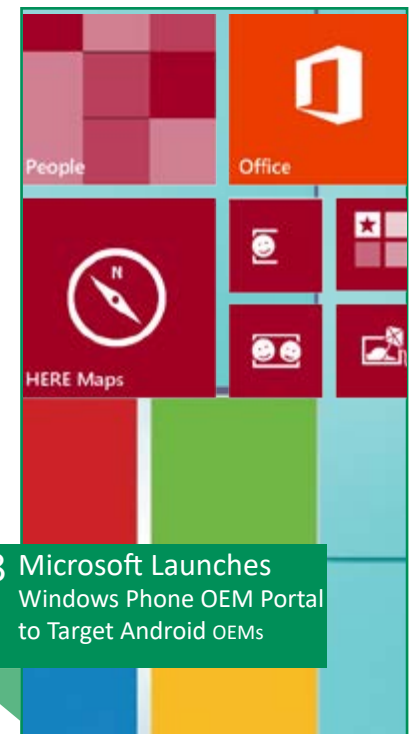 People
Office
N
HERE Maps
Microsoft Launches
Windows Phone OEM Portal
to Target Android OEMs